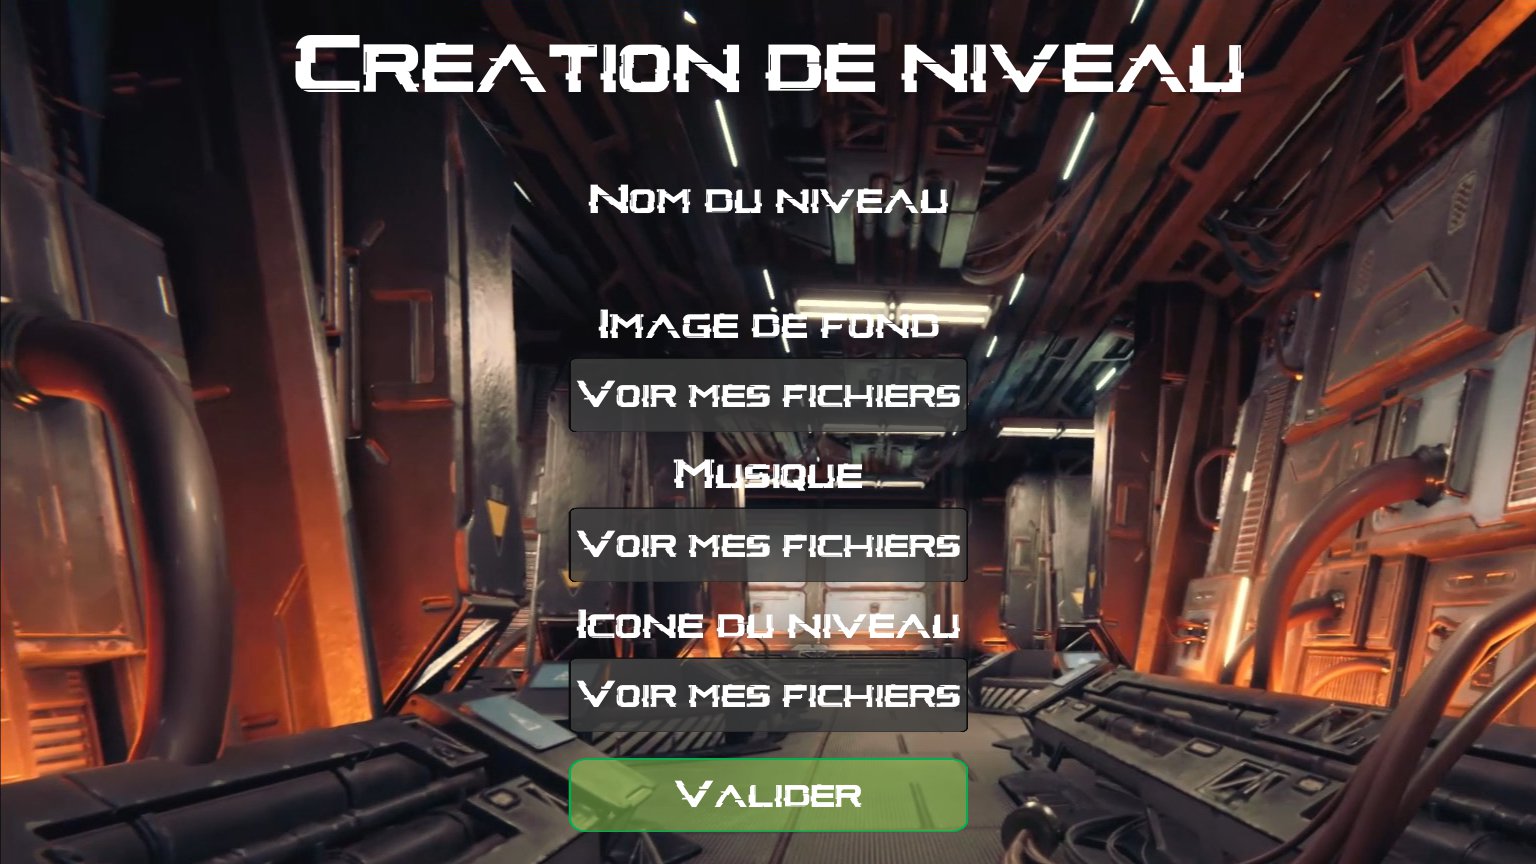 Creation de niveau
Nom du niveau
Image de fond
Voir mes fichiers
Musique
Voir mes fichiers
Icone du niveau
Voir mes fichiers
Valider